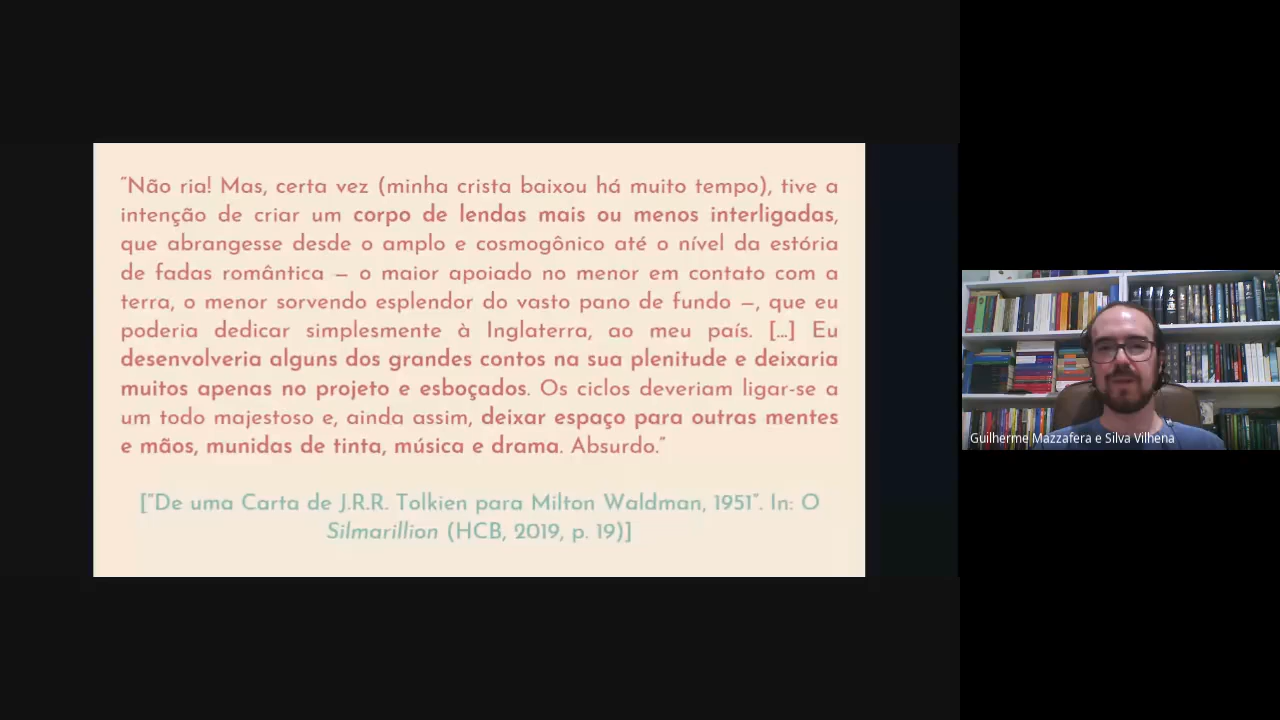 “Não ria! Mas, certa vez (minha crista baixou há muito tempo), tive a
intenção de criar um corpo de lendas mais ou menos interligadas,
que abrangesse desde o amplo e cosmogônico até o nível da estória
de fadas romântica — o maior apoiado no menor em contato com a
terra, o menor sorvendo esplendor do vasto pano de fundo —, que eu
poderia dedicar simplesmente à Inglaterra, ao meu país. [...] Eu
desenvolveria alguns dos grandes contos na sua plenitude e deixaria
muitos apenas no projeto e esboçados. Os ciclos deveriam ligar-se a
um todo majestoso e, ainda assim, deixar espaço para outras mentes
e mãos, munidas de tinta, música e drama. Absurdo.”
[“De uma Carta de J.R.R. Tolkien para Milton Waldman, 1951”. In: O
Silmarillion (HCB, 2019, p. 19)]
Guilherme Mazzafera e Silva Vilhena